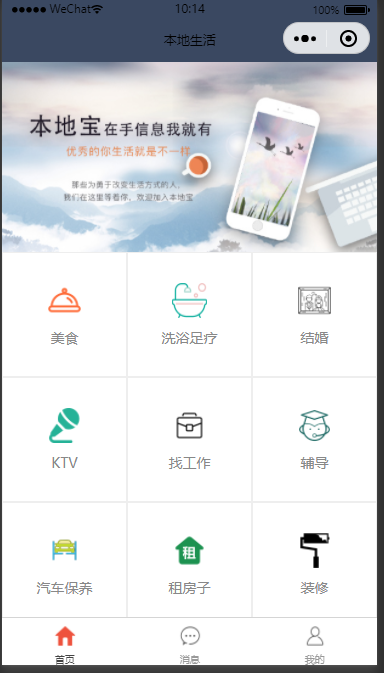 WeChat 10:14 100%
本地生活
本地宝在手信息我就有
优秀的你生活就是不一样
那些为勇于改变生活方式的人，
我们在这里等着你、欢迎加入本地宝
美食 洗浴足疗 结婚
KTV 找工作 辅导
租
汽车保养 租房子 装修
首页 消息 我的